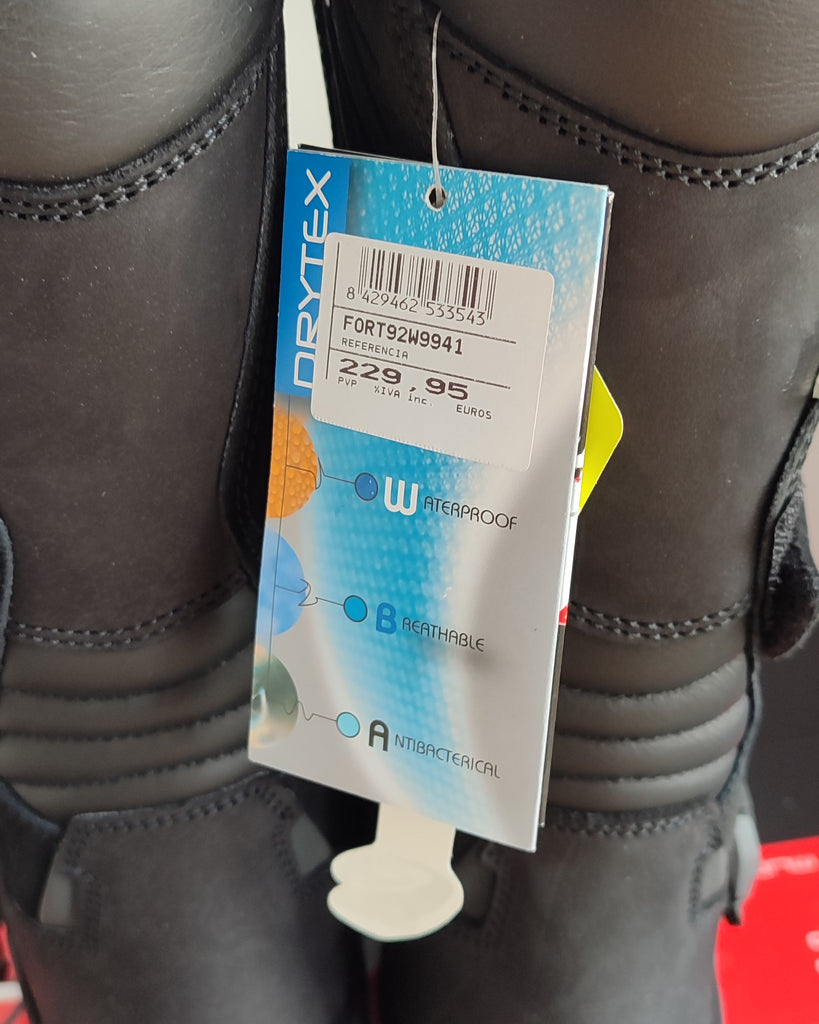 DRYTEX
8 429462 533543
FORT92W9941
REFERENCIA
229,95
PVP %IVA inc. EUROS
WATERPROOF
BREATHABLE
ANTIBACTERICAL